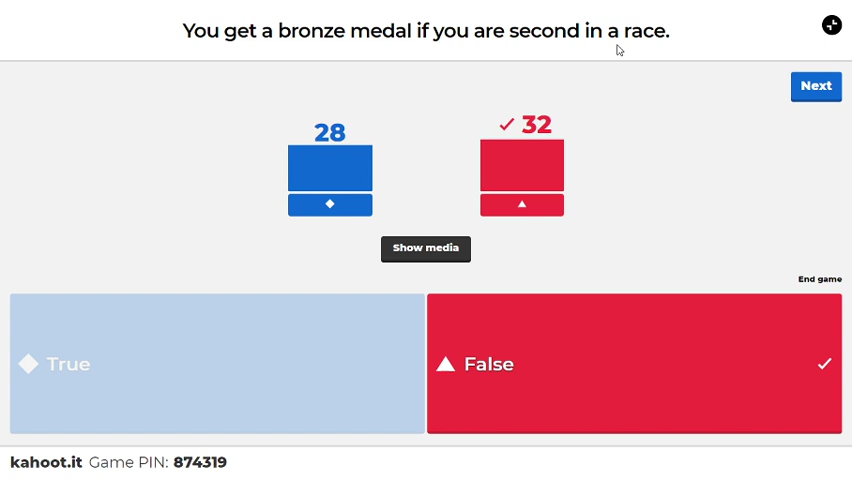 You get a bronze medal if you are second in a race.
Next
28
32
Show media
End game
True
False
kahoot.it Game PIN: 874319